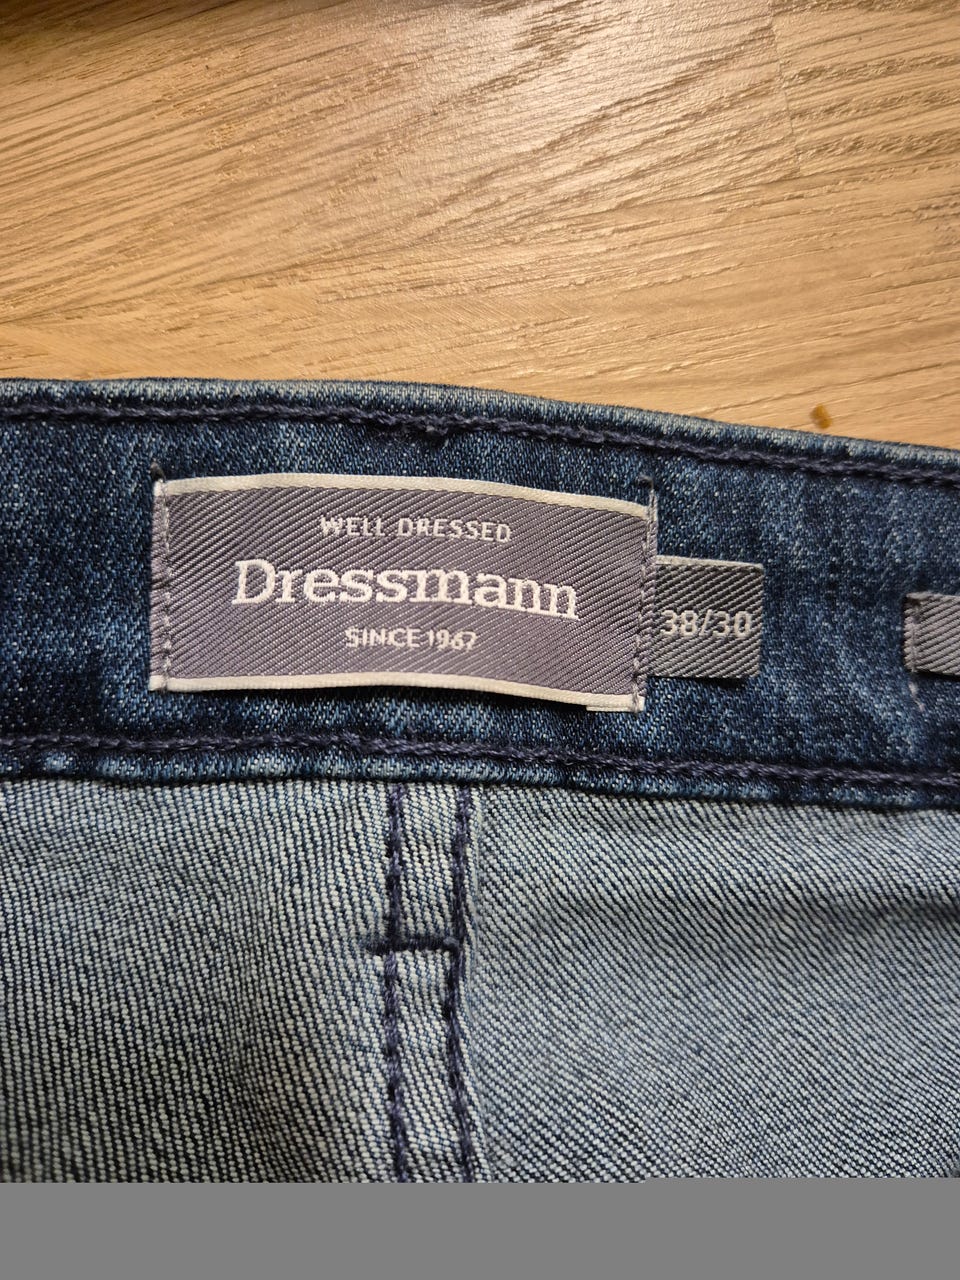 WELL DRESSED
Dressmann
SINCE 1967
38/30